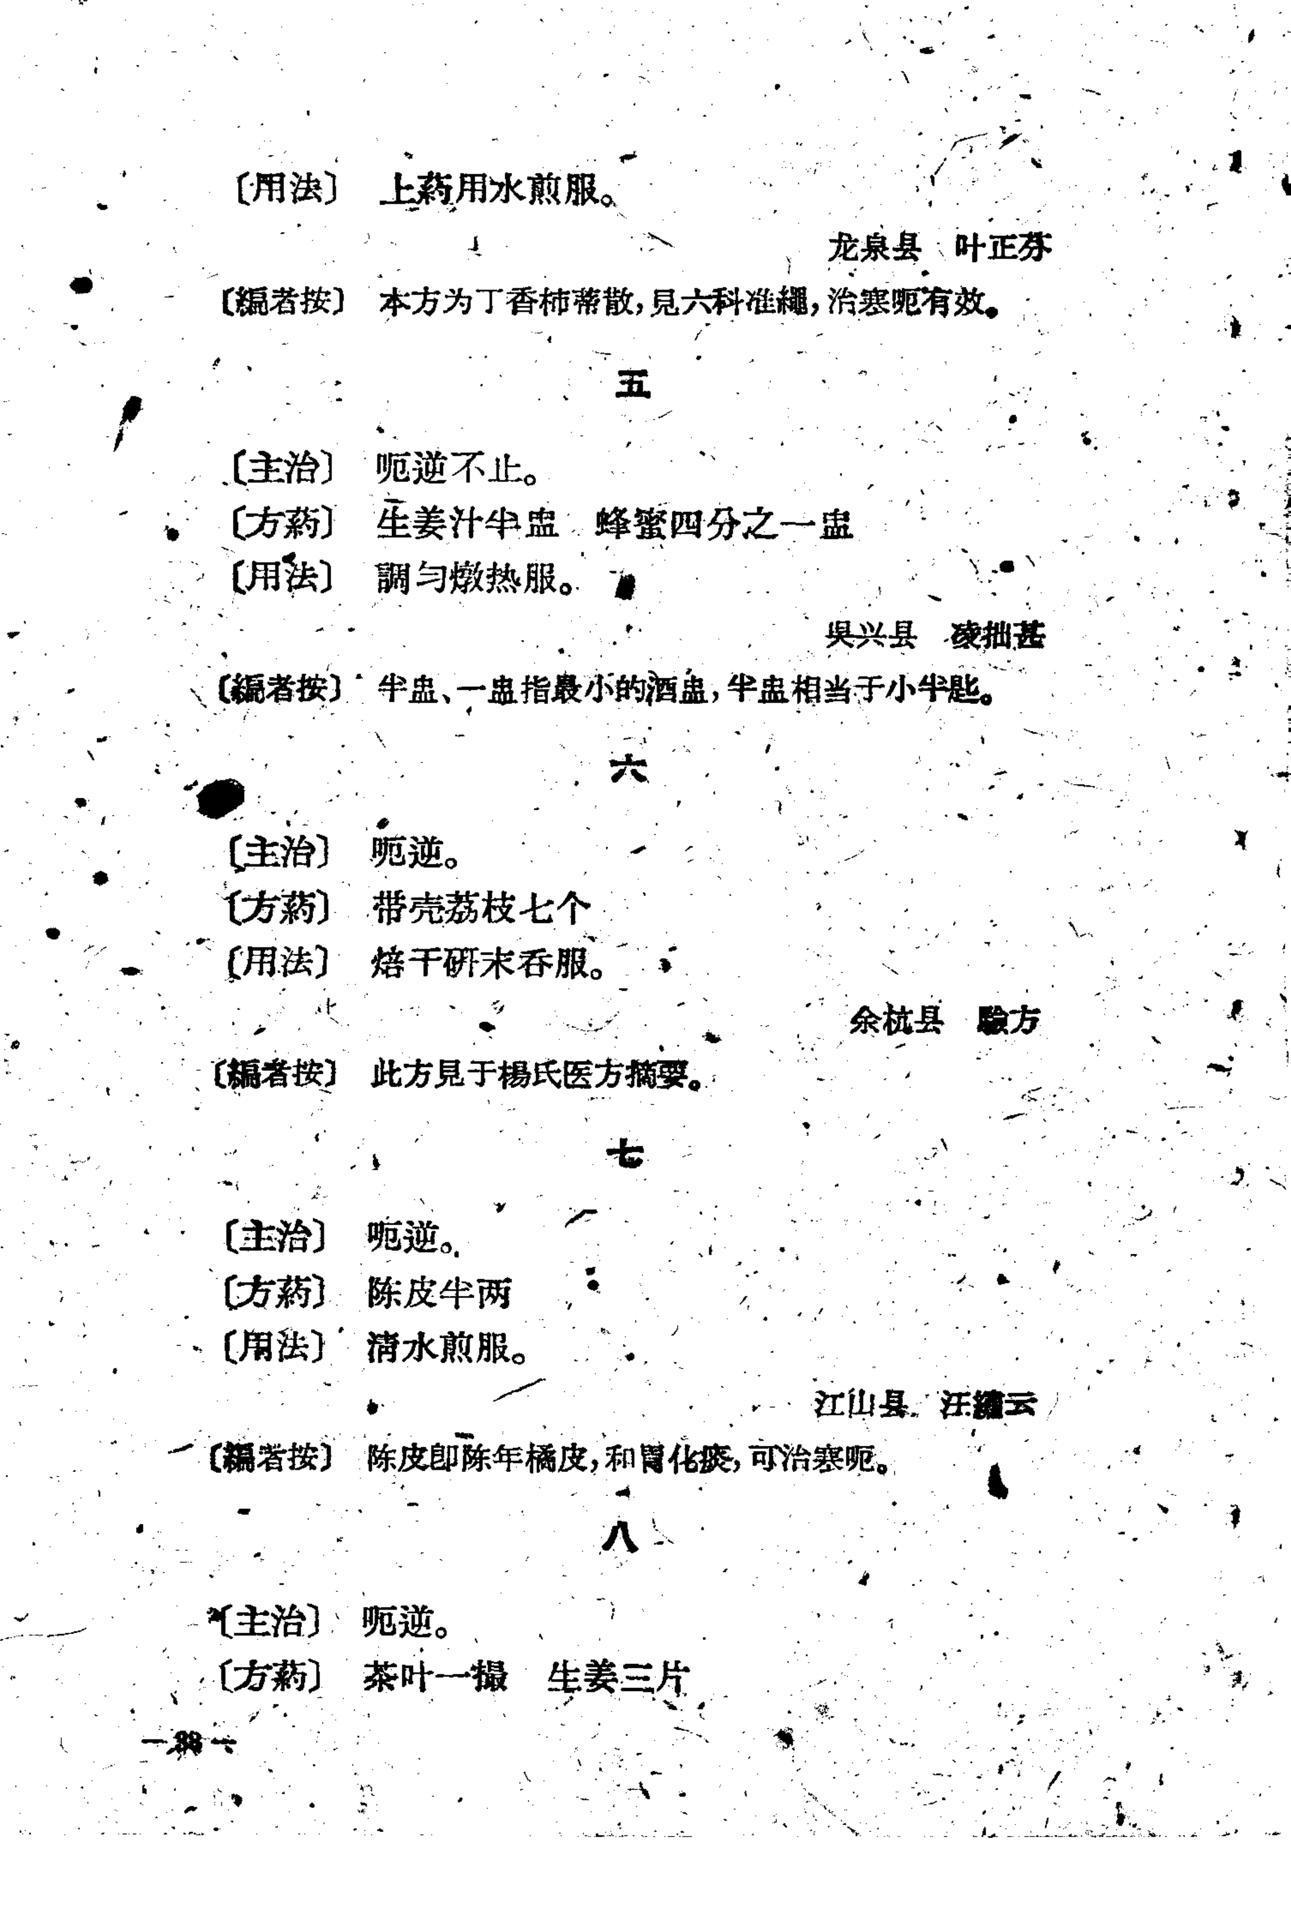 〔用法〕 上葯用水煎服。
龙泉县 叶正芬
〔編者按〕 本方为丁香柿蒂散，見六科准繩，治寒呃有效。
五
〔主治〕 呃逆不止。
〔方葯〕 生姜汁半盅 蜂蜜四分之一盅
〔用法〕 調匀燉热服。
吳兴县 凌拙甚
〔編者按〕 半盅、一盅指最小的酒盅，半盅相当于小半匙。
六
〔主治〕 呃逆。
〔方葯〕 带壳荔枝七个
〔用法〕 焙干研末吞服。
余杭县 驗方
〔編者按〕 此方見于楊氏医方摘要。
七
〔主治〕 呃逆。
〔方葯〕 陈皮半两
〔用法〕 清水煎服。
江山县 汪繡云
〔編者按〕 陈皮卽陈年橘皮，和胃化痰，可治寒呃。
八
〔主治〕 呃逆。
〔方葯〕 茶叶一撮 生姜三片
— 38 —